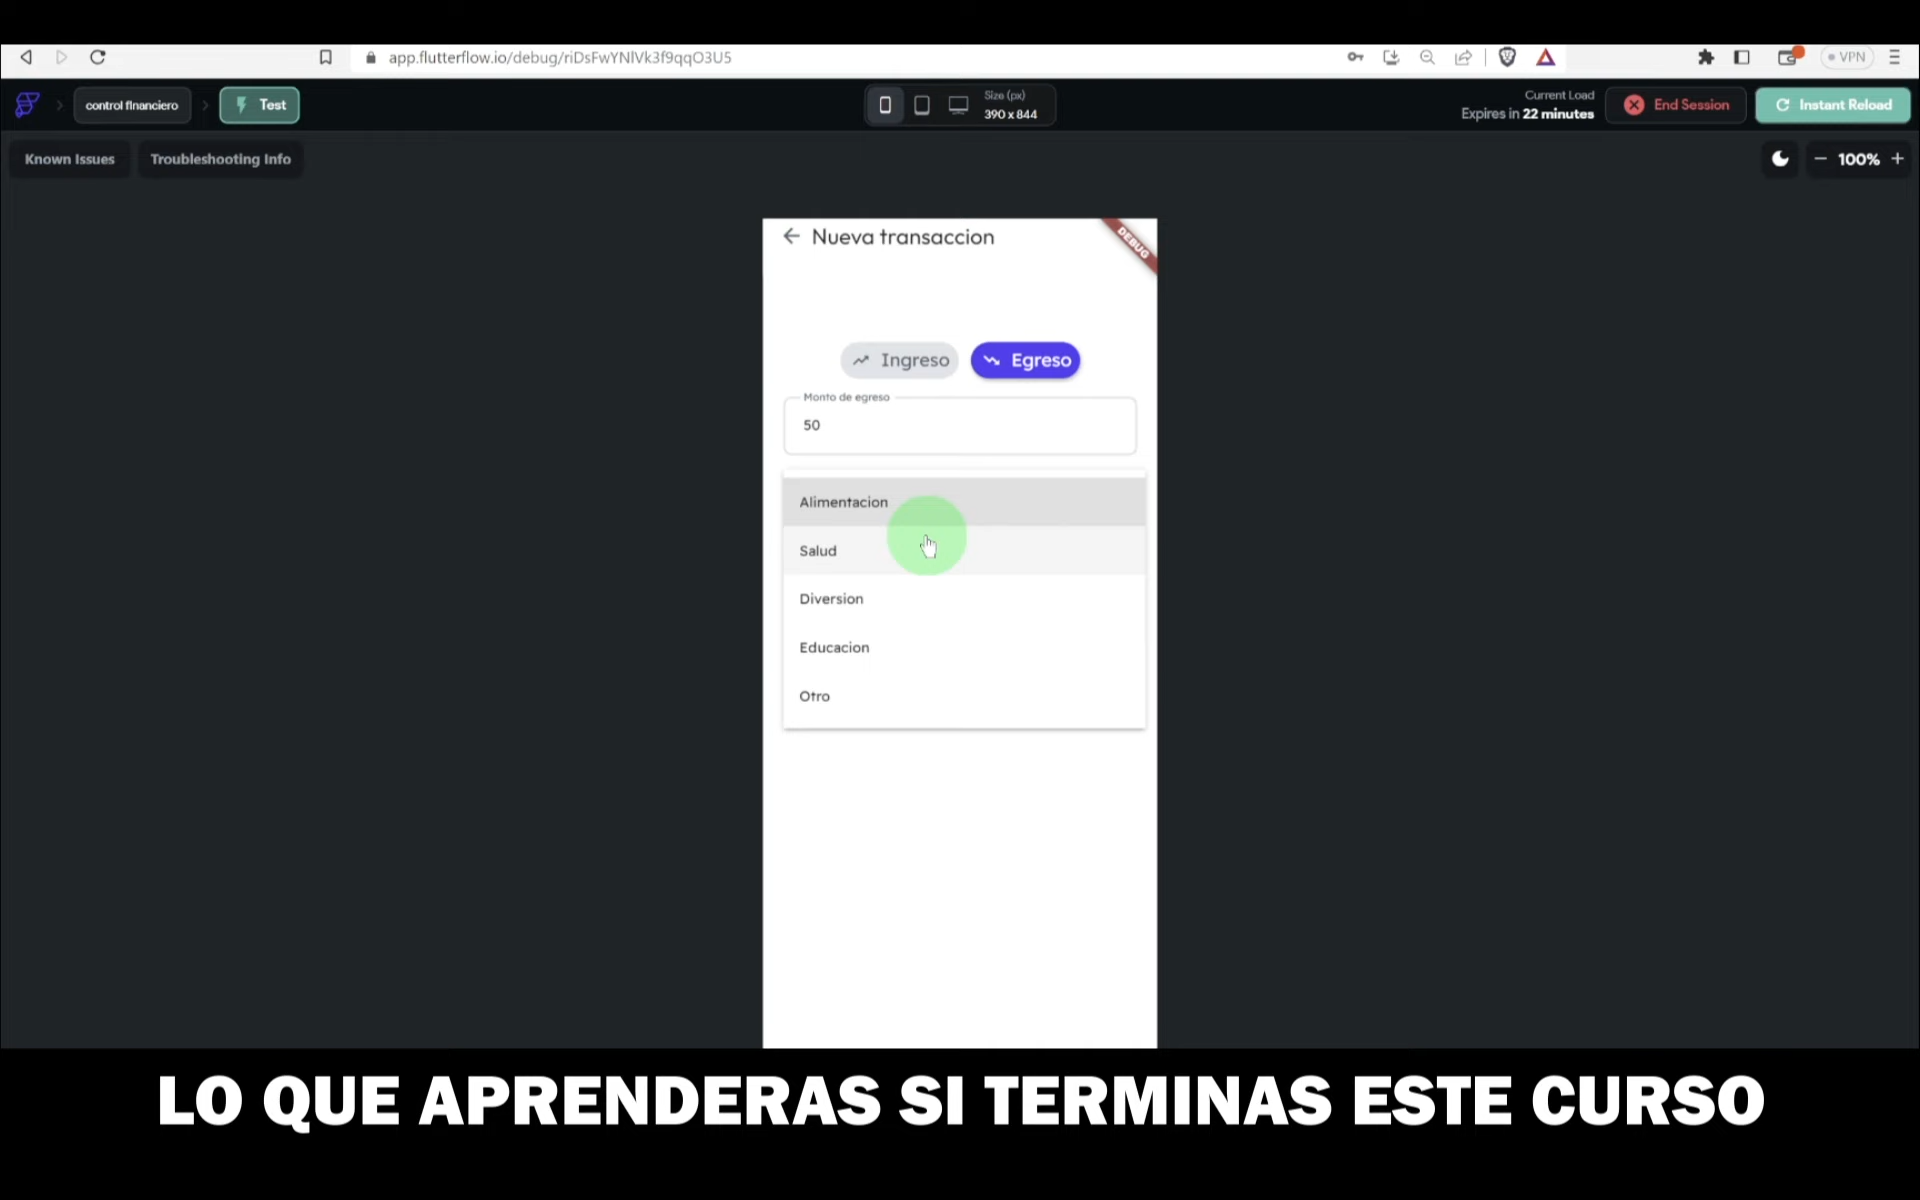 app.flutterflow.io/debug/riDsFwYNlVk3f9qqO3U5
VPN
control financiero
Test
Size (px)
390 x 844
Current Load
Expires in 22 minutes
End Session
Instant Reload
Known Issues
Troubleshooting Info
100%
Nueva transaccion
DEBUG
Ingreso
Egreso
Monto de egreso
50
Alimentacion
Salud
Diversion
Educacion
Otro
LO QUE APRENDERAS SI TERMINAS ESTE CURSO